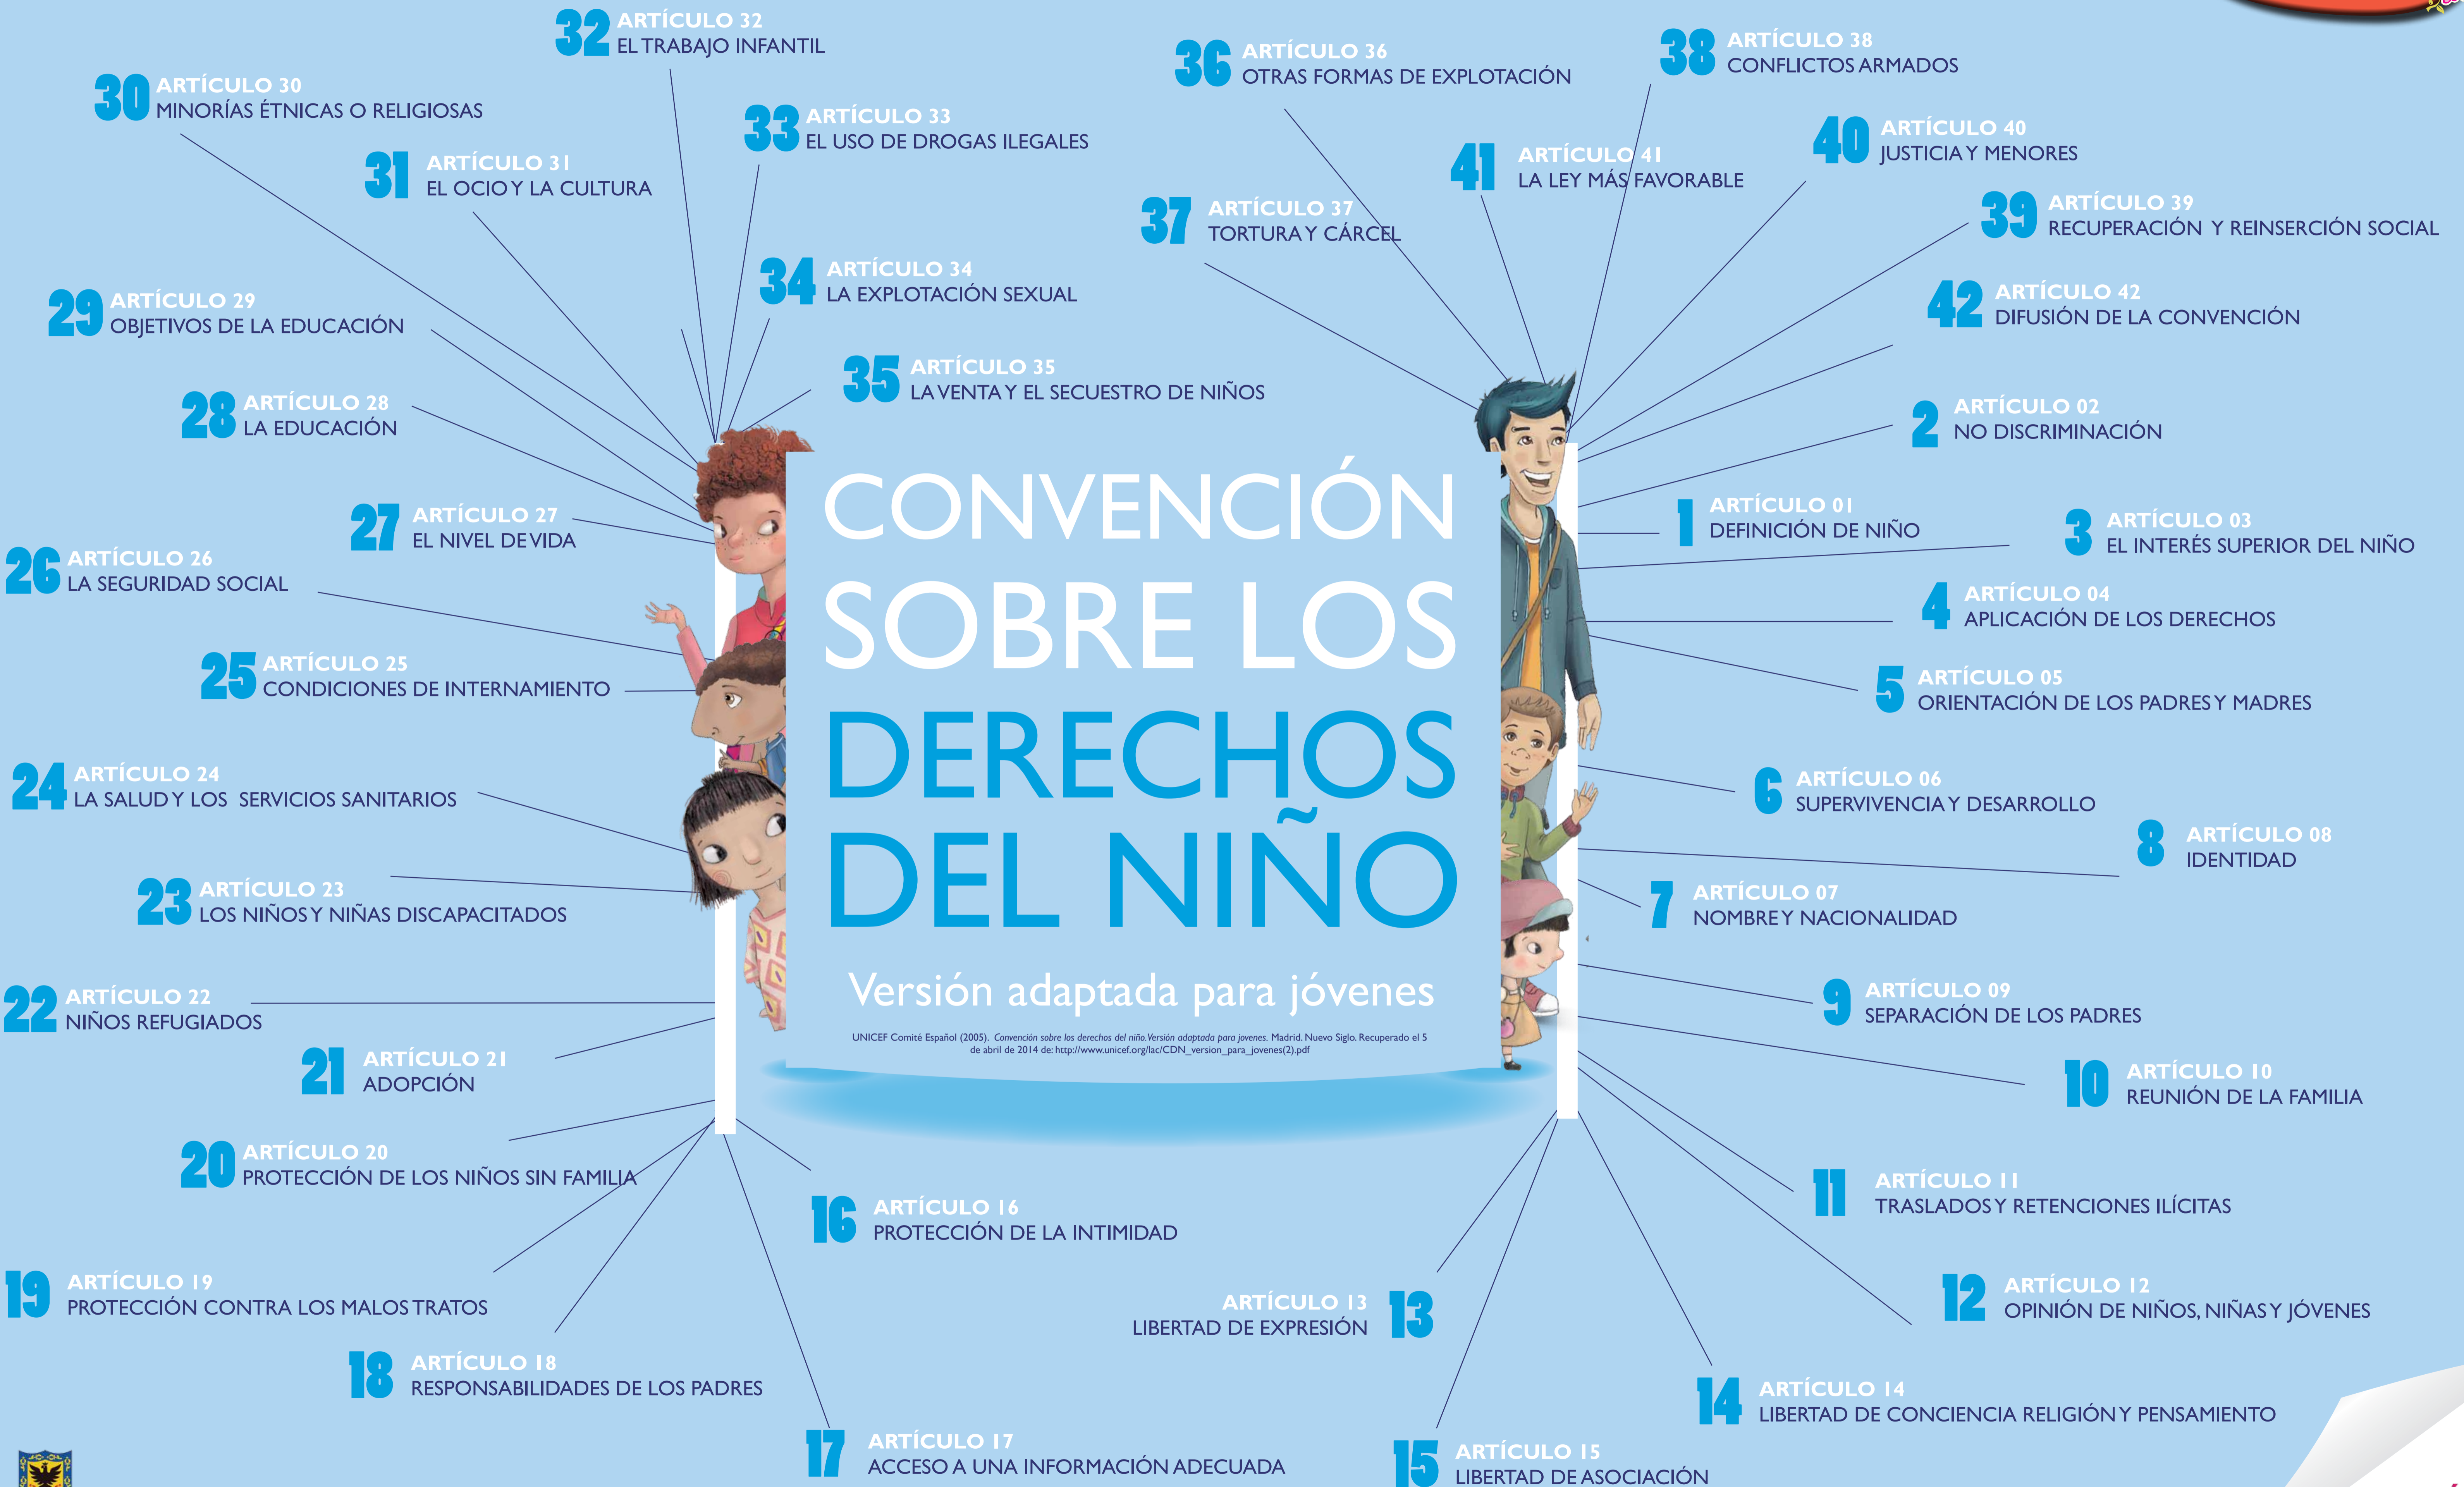 32 ARTÍCULO 32
EL TRABAJO INFANTIL
36 ARTÍCULO 36
OTRAS FORMAS DE EXPLOTACIÓN
38 ARTÍCULO 38
CONFLICTOS ARMADOS
30 ARTÍCULO 30
MINORÍAS ÉTNICAS O RELIGIOSAS
33 ARTÍCULO 33
EL USO DE DROGAS ILEGALES
40 ARTÍCULO 40
JUSTICIA Y MENORES
31 ARTÍCULO 31
EL OCIO Y LA CULTURA
41 ARTÍCULO 41
LA LEY MÁS FAVORABLE
37 ARTÍCULO 37
TORTURA Y CÁRCEL
39 ARTÍCULO 39
RECUPERACIÓN Y REINSERCIÓN SOCIAL
34 ARTÍCULO 34
LA EXPLOTACIÓN SEXUAL
29 ARTÍCULO 29
OBJETIVOS DE LA EDUCACIÓN
42 ARTÍCULO 42
DIFUSIÓN DE LA CONVENCIÓN
35 ARTÍCULO 35
LA VENTA Y EL SECUESTRO DE NIÑOS
28 ARTÍCULO 28
LA EDUCACIÓN
2 ARTÍCULO 02
NO DISCRIMINACIÓN
27 ARTÍCULO 27
EL NIVEL DE VIDA
1 ARTÍCULO 01
DEFINICIÓN DE NIÑO
3 ARTÍCULO 03
EL INTERÉS SUPERIOR DEL NIÑO
26 ARTÍCULO 26
LA SEGURIDAD SOCIAL
4 ARTÍCULO 04
APLICACIÓN DE LOS DERECHOS
25 ARTÍCULO 25
CONDICIONES DE INTERNAMIENTO
5 ARTÍCULO 05
ORIENTACIÓN DE LOS PADRES Y MADRES
CONVENCIÓN
SOBRE LOS
DERECHOS
DEL NIÑO
Versión adaptada para jóvenes
UNICEF Comité Español (2005). Convención sobre los derechos del niño. Versión adaptada para jovenes. Madrid. Nuevo Siglo. Recuperado el 5
de abril de 2014 de: http://www.unicef.org/lac/CDN_version_para_jovenes(2).pdf
24 ARTÍCULO 24
LA SALUD Y LOS SERVICIOS SANITARIOS
6 ARTÍCULO 06
SUPERVIVENCIA Y DESARROLLO
8 ARTÍCULO 08
IDENTIDAD
23 ARTÍCULO 23
LOS NIÑOS Y NIÑAS DISCAPACITADOS
7 ARTÍCULO 07
NOMBRE Y NACIONALIDAD
22 ARTÍCULO 22
NIÑOS REFUGIADOS
9 ARTÍCULO 09
SEPARACIÓN DE LOS PADRES
21 ARTÍCULO 21
ADOPCIÓN
10 ARTÍCULO 10
REUNIÓN DE LA FAMILIA
20 ARTÍCULO 20
PROTECCIÓN DE LOS NIÑOS SIN FAMILIA
11 ARTÍCULO 11
TRASLADOS Y RETENCIONES ILÍCITAS
16 ARTÍCULO 16
PROTECCIÓN DE LA INTIMIDAD
19 ARTÍCULO 19
PROTECCIÓN CONTRA LOS MALOS TRATOS
12 ARTÍCULO 12
OPINIÓN DE NIÑOS, NIÑAS Y JÓVENES
ARTÍCULO 13 13
LIBERTAD DE EXPRESIÓN
18 ARTÍCULO 18
RESPONSABILIDADES DE LOS PADRES
14 ARTÍCULO 14
LIBERTAD DE CONCIENCIA RELIGIÓN Y PENSAMIENTO
17 ARTÍCULO 17
ACCESO A UNA INFORMACIÓN ADECUADA
15 ARTÍCULO 15
LIBERTAD DE ASOCIACIÓN